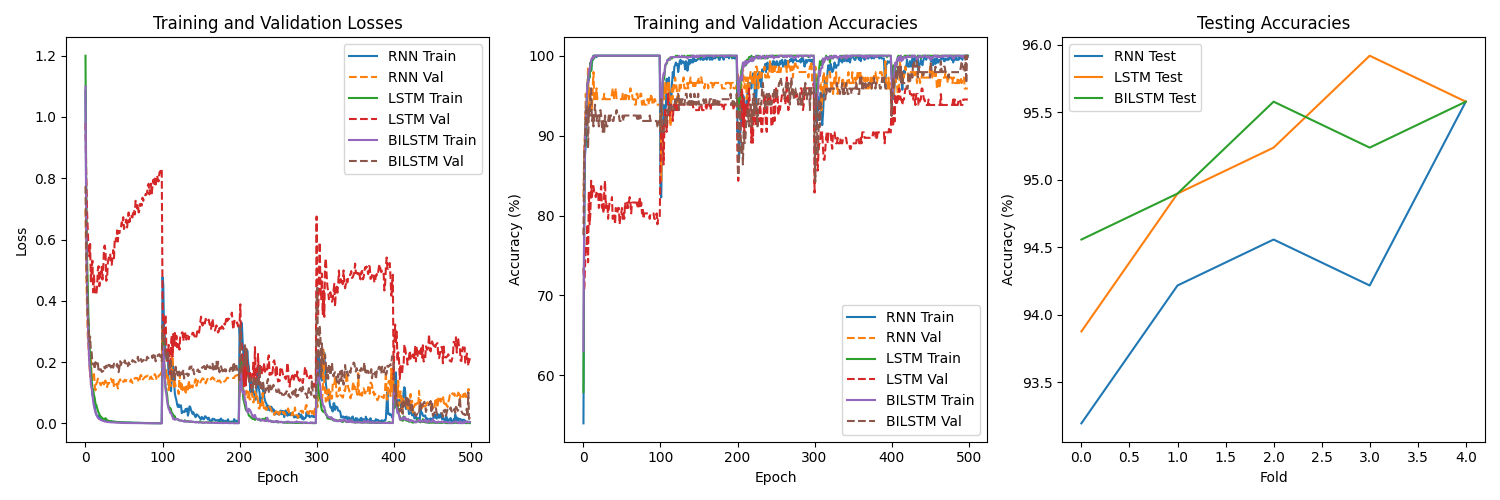 Training and Validation Losses
1.2
1.0
0.8
0.6
0.4
0.2
0.0
Loss
0
100
200
300
400
500
Epoch
RNN Train
RNN Val
LSTM Train
LSTM Val
BILSTM Train
BILSTM Val
Training and Validation Accuracies
100
90
80
70
60
Accuracy (%)
0
100
200
300
400
500
Epoch
RNN Train
RNN Val
LSTM Train
LSTM Val
BILSTM Train
BILSTM Val
Testing Accuracies
96.0
95.5
95.0
94.5
94.0
93.5
Accuracy (%)
0.0
0.5
1.0
1.5
2.0
2.5
3.0
3.5
4.0
Fold
RNN Test
LSTM Test
BILSTM Test